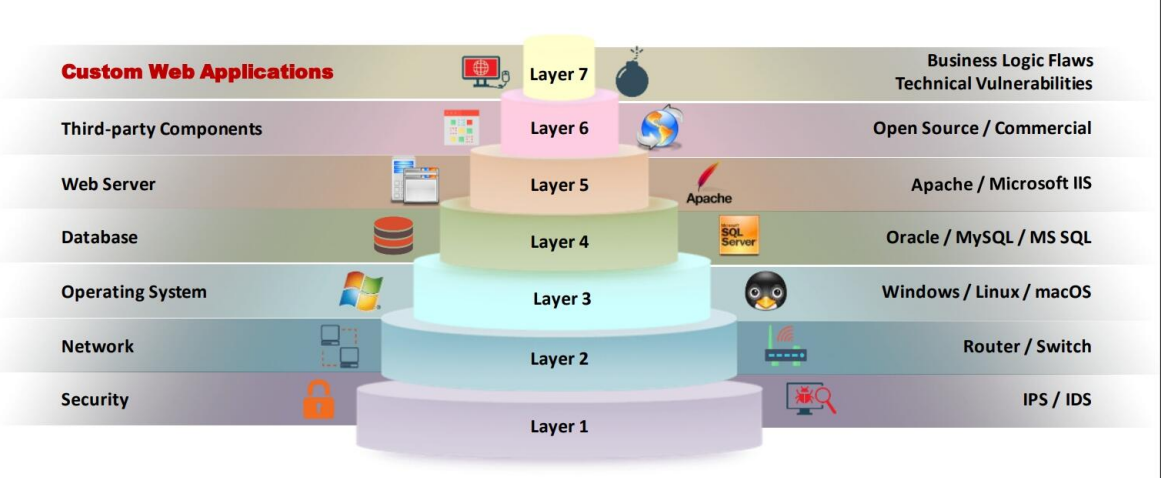 Custom Web Applications
Layer 7
Business Logic Flaws
Technical Vulnerabilities
Third-party Components
Layer 6
Open Source / Commercial
Web Server
Layer 5
Apache
Apache / Microsoft IIS
Database
Layer 4
Microsoft
SQL
Server
Oracle / MySQL / MS SQL
Operating System
Layer 3
Windows / Linux / macOS
Network
Layer 2
Router / Switch
Security
Layer 1
IPS / IDS